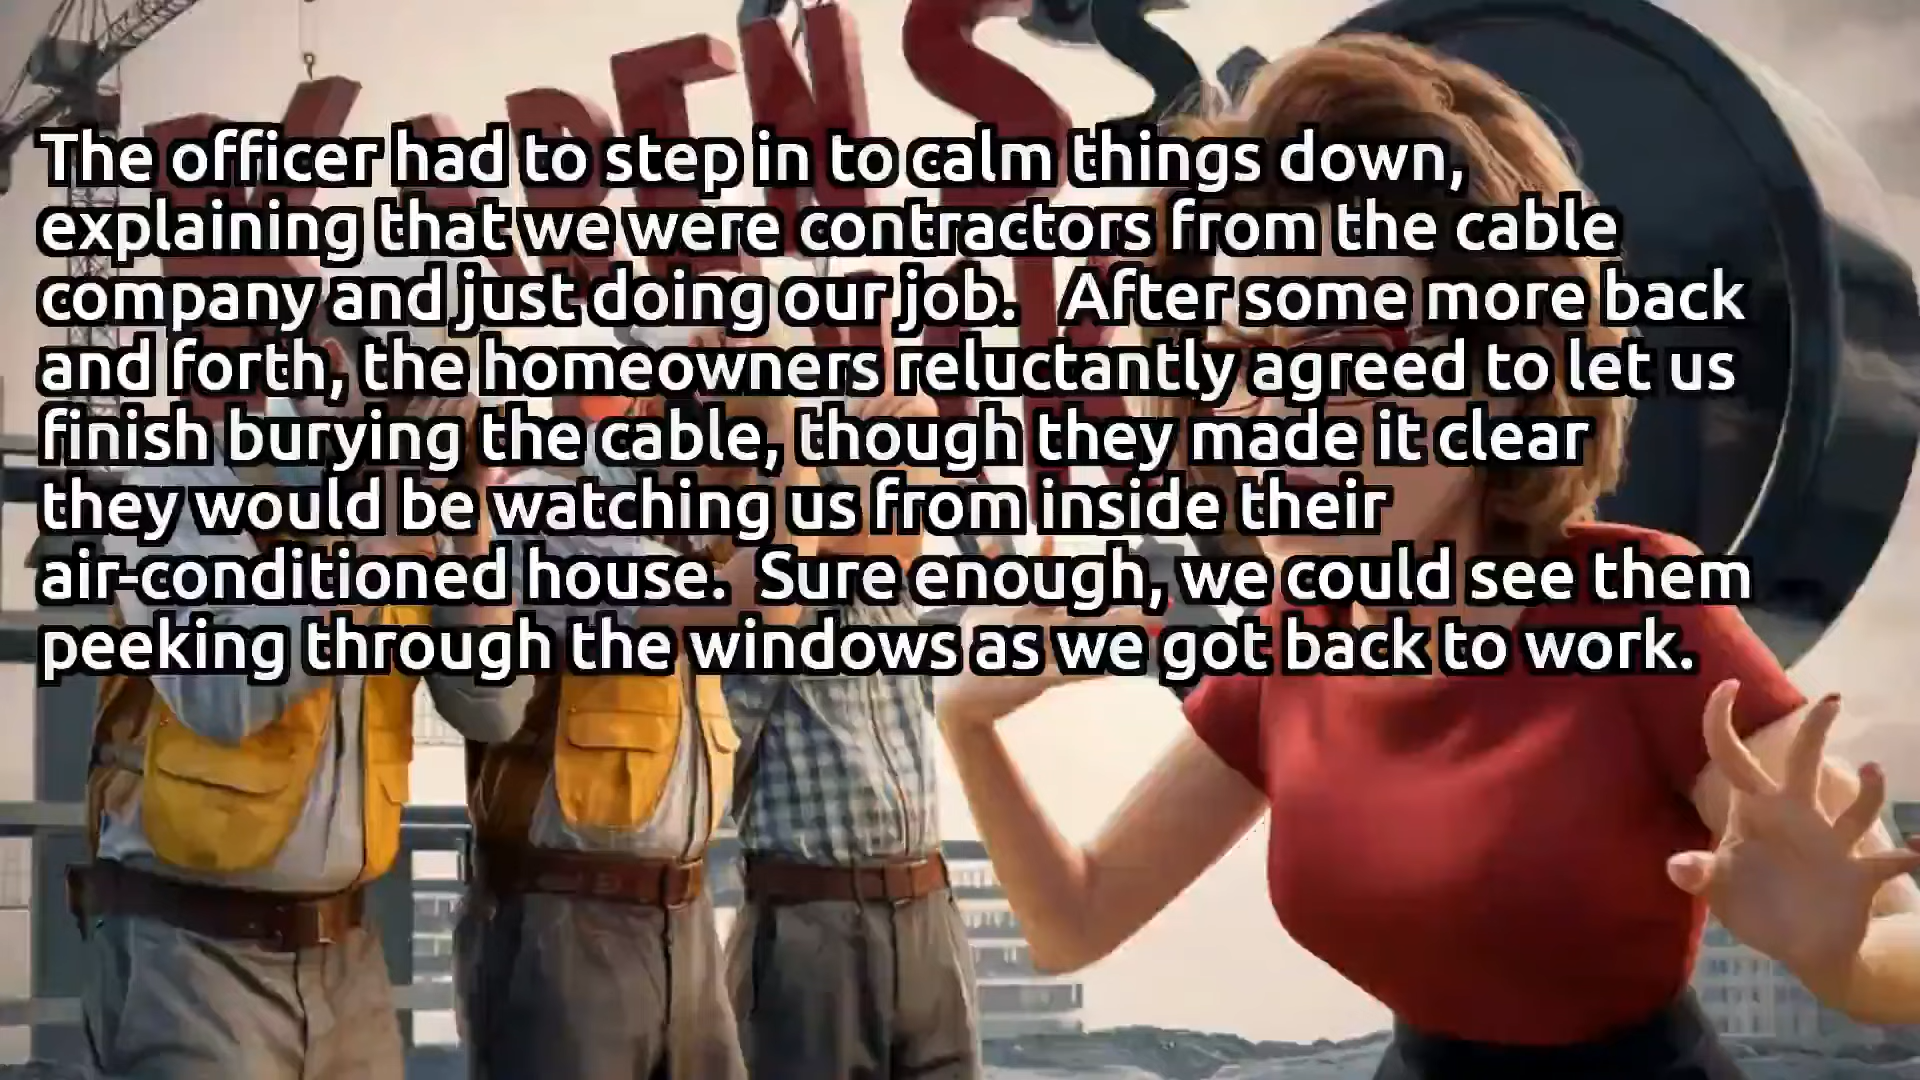 KARENS
The officer had to step in to calm things down,
explaining that we were contractors from the cable
company and just doing our job.   After some more back
and forth, the homeowners reluctantly agreed to let us
finish burying the cable, though they made it clear
they would be watching us from inside their
air-conditioned house.  Sure enough, we could see them
peeking through the windows as we got back to work.